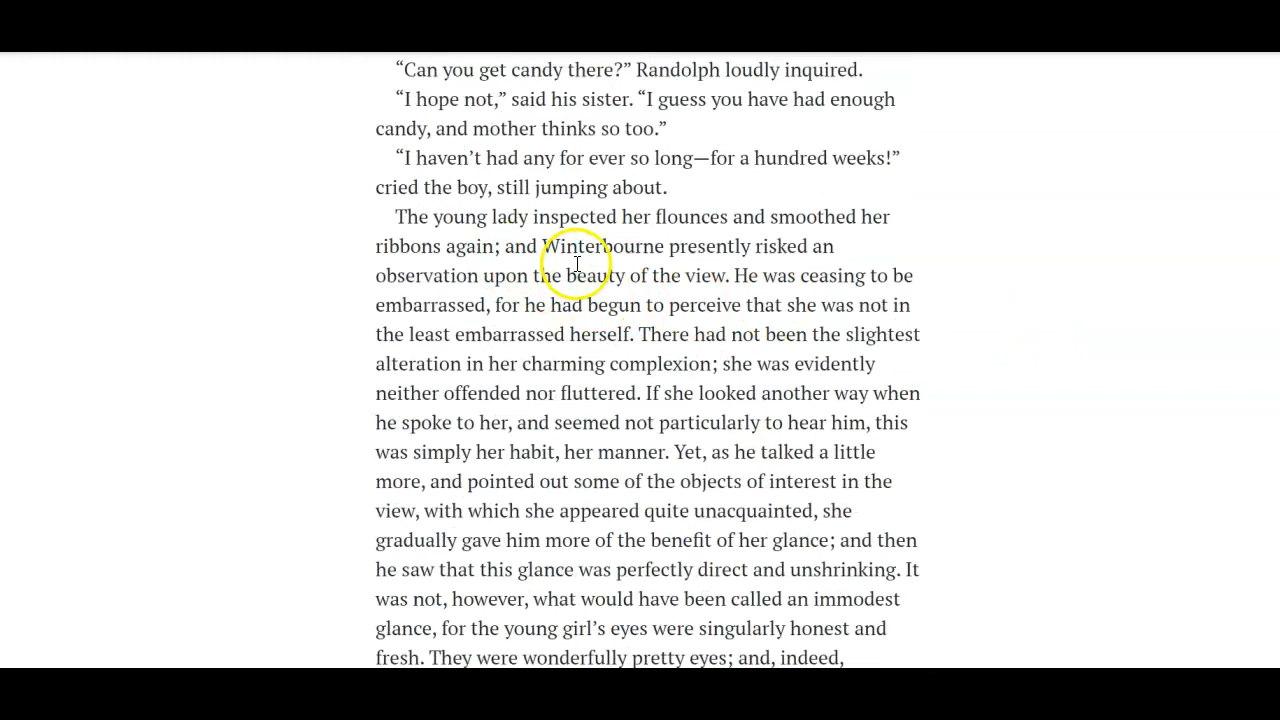 “Can you get candy there?” Randolph loudly inquired.
“I hope not,” said his sister. “I guess you have had enough
candy, and mother thinks so too.”
“I haven’t had any for ever so long—for a hundred weeks!”
cried the boy, still jumping about.
The young lady inspected her flounces and smoothed her
ribbons again; and Winterbourne presently risked an
observation upon the beauty of the view. He was ceasing to be
embarrassed, for he had begun to perceive that she was not in
the least embarrassed herself. There had not been the slightest
alteration in her charming complexion; she was evidently
neither offended nor fluttered. If she looked another way when
he spoke to her, and seemed not particularly to hear him, this
was simply her habit, her manner. Yet, as he talked a little
more, and pointed out some of the objects of interest in the
view, with which she appeared quite unacquainted, she
gradually gave him more of the benefit of her glance; and then
he saw that this glance was perfectly direct and unshrinking. It
was not, however, what would have been called an immodest
glance, for the young girl’s eyes were singularly honest and
fresh. They were wonderfully pretty eyes; and, indeed,